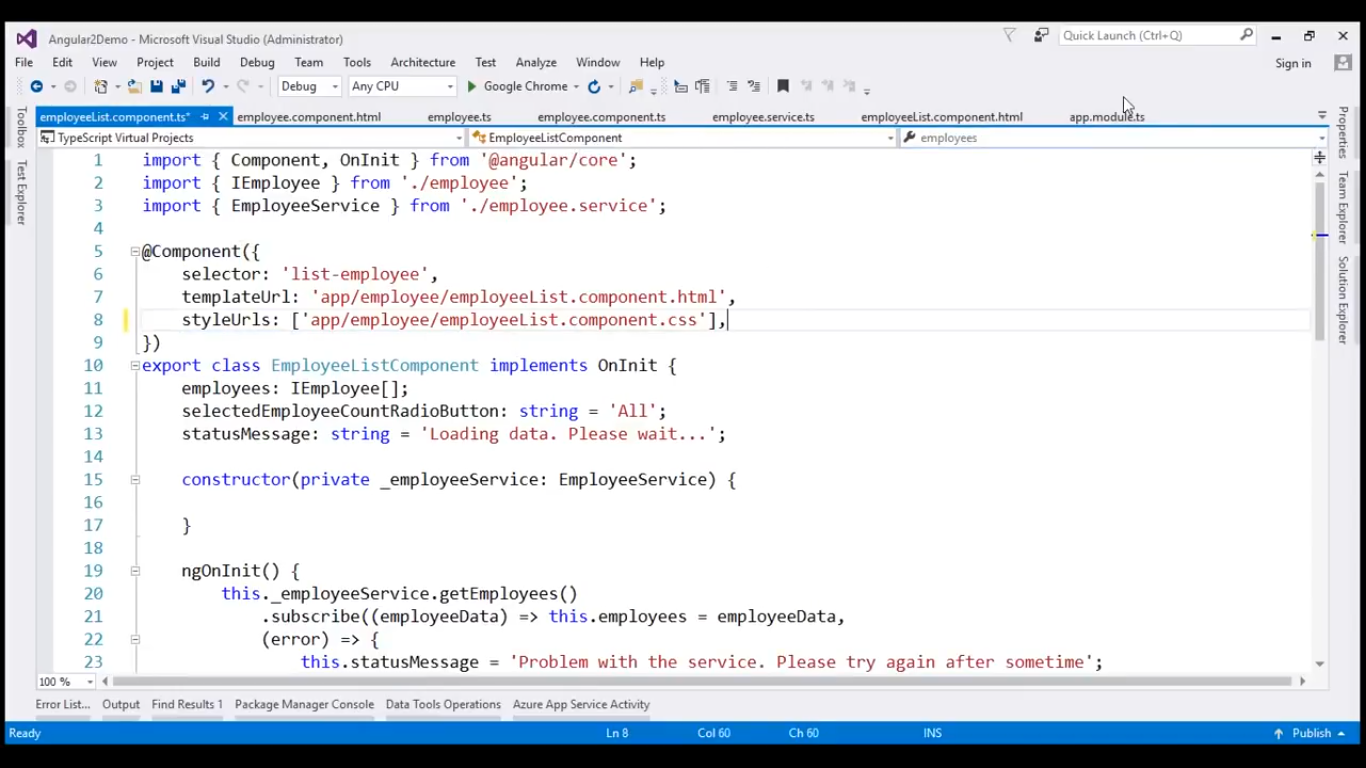 Angular2Demo - Microsoft Visual Studio (Administrator)
Quick Launch (Ctrl+Q)
File Edit View Project Build Debug Team Tools Architecture Test Analyze Window Help
Sign in
Debug Any CPU Google Chrome
employeeList.component.ts* employee.component.html employee.ts employee.component.ts employee.service.ts employeeList.component.html app.module.ts
TypeScript Virtual Projects EmployeeListComponent employees
Toolbox
Test Explorer
Properties
Team Explorer
Solution Explorer
1 import { Component, OnInit } from '@angular/core';
2 import { IEmployee } from './employee';
3 import { EmployeeService } from './employee.service';
4
5 @Component({
6 selector: 'list-employee',
7 templateUrl: 'app/employee/employeeList.component.html',
8 styleUrls: ['app/employee/employeeList.component.css'],
9 })
10 export class EmployeeListComponent implements OnInit {
11 employees: IEmployee[];
12 selectedEmployeeCountRadioButton: string = 'All';
13 statusMessage: string = 'Loading data. Please wait...';
14
15 constructor(private _employeeService: EmployeeService) {
16
17 }
18
19 ngOnInit() {
20 this._employeeService.getEmployees()
21 .subscribe((employeeData) => this.employees = employeeData,
22 (error) => {
23 this.statusMessage = 'Problem with the service. Please try again after sometime';
100 %
Error List... Output Find Results 1 Package Manager Console Data Tools Operations Azure App Service Activity
Ready Ln 8 Col 60 Ch 60 INS Publish